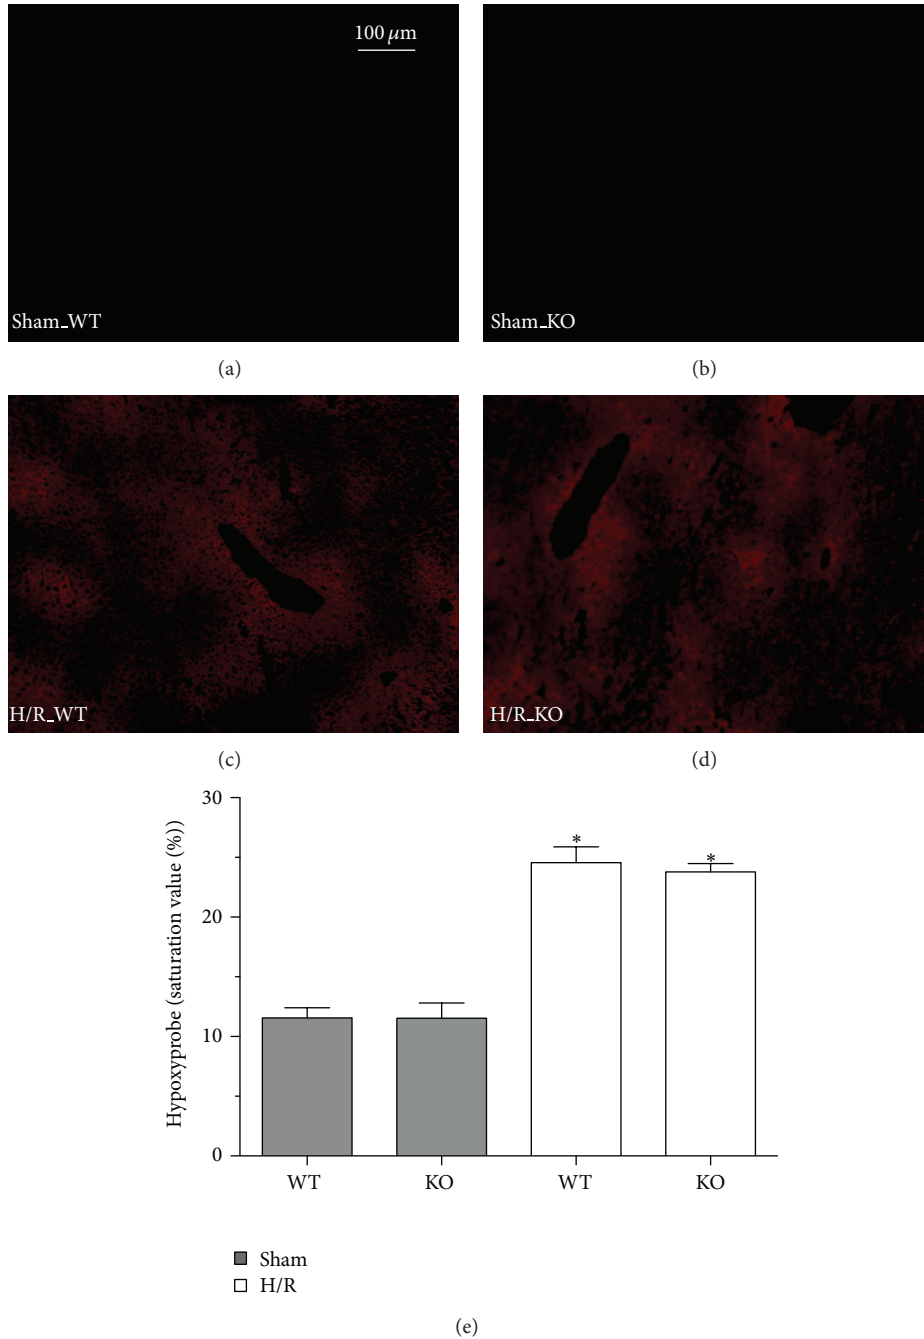 100 μm
Sham_WT
Sham_KO
(a)
(b)
H/R_WT
H/R_KO
(c)
(d)
30
20
10
0
Hypoxyprobe (saturation value (%))
*
*
WT
KO
WT
KO
Sham
H/R
(e)